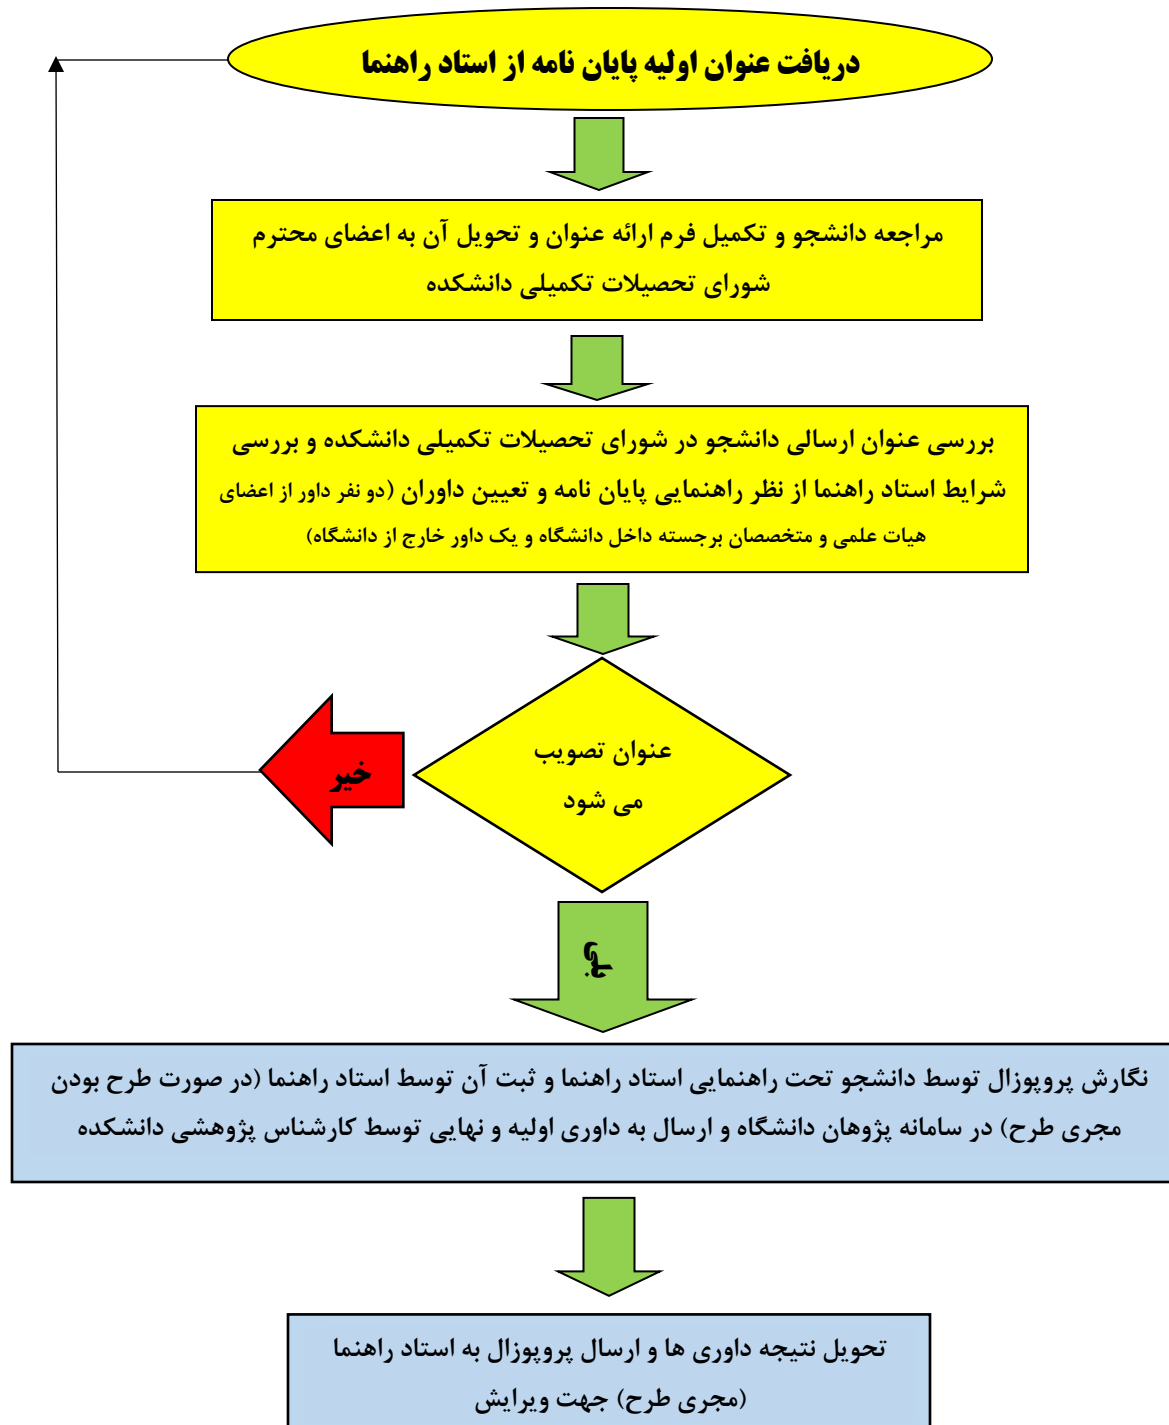 دریافت عنوان اولیه پایان نامه از استاد راهنما
مراجعه دانشجو و تکمیل فرم ارائه عنوان و تحویل آن به اعضای محترم
شورای تحصیلات تکمیلی دانشکده
بررسی عنوان ارسالی دانشجو در شورای تحصیلات تکمیلی دانشکده و بررسی
شرایط استاد راهنما از نظر راهنمایی پایان نامه و تعیین داوران (دو نفر داور از اعضای
هیات علمی و متخصصان برجسته داخل دانشگاه و یک داور خارج از دانشگاه)
عنوان تصویب
می شود
خیر
بلی
نگارش پروپوزال توسط دانشجو تحت راهنمایی استاد راهنما و ثبت آن توسط استاد راهنما (در صورت طرح بودن
مجری طرح) در سامانه پژوهان دانشگاه و ارسال به داوری اولیه و نهایی توسط کارشناس پژوهشی دانشکده
تحویل نتیجه داوری ها و ارسال پروپوزال به استاد راهنما
(مجری طرح) جهت ویرایش